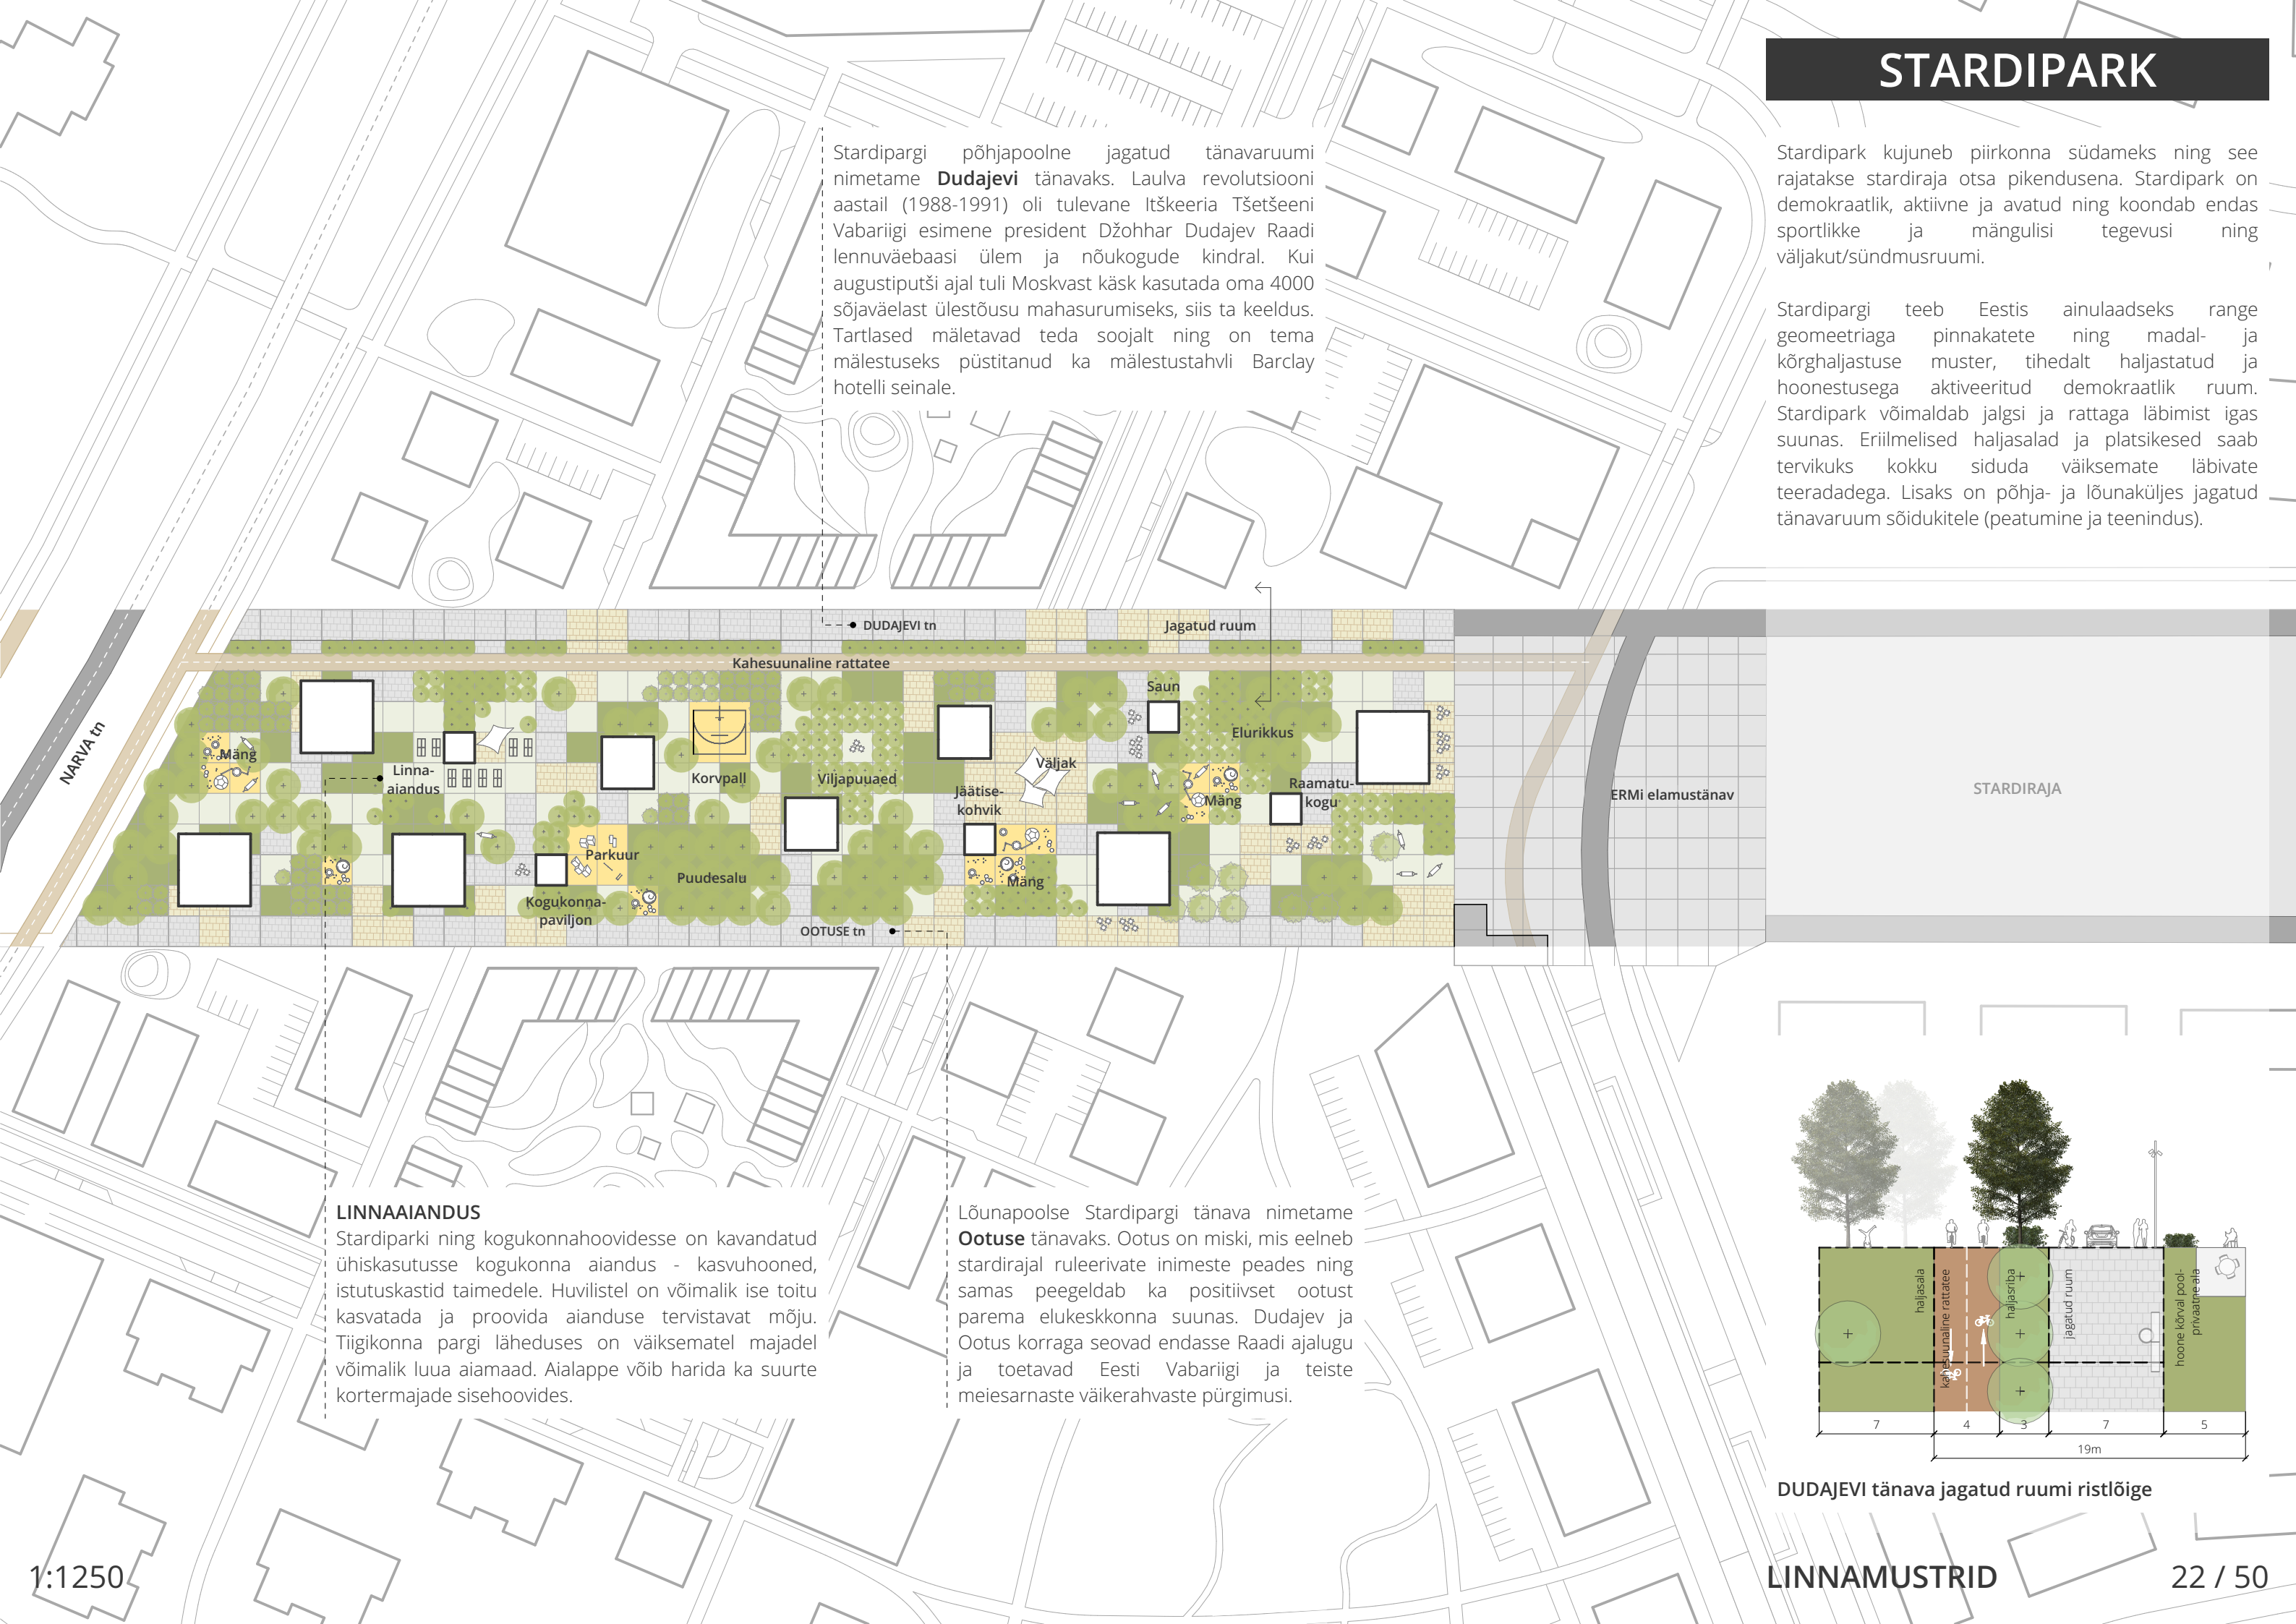 STARDIPARK
Stardipargi põhjapoolne jagatud tänavaruumi
nimetame Dudajevi tänavaks. Laulva revolutsiooni
aastail (1988-1991) oli tulevane Itškeeria Tšetšeeni
Vabariigi esimene president Džohhar Dudajev Raadi
lennuväebaasi ülem ja nõukogude kindral. Kui
augustiputši ajal tuli Moskvast käsk kasutada oma 4000
sõjaväelast ülestõusu mahasurumiseks, siis ta keeldus.
Tartlased mäletavad teda soojalt ning on tema
mälestuseks püstitanud ka mälestustahvli Barclay
hotelli seinale.
Stardipark kujuneb piirkonna südameks ning see
rajatakse stardiraja otsa pikendusena. Stardipark on
demokraatlik, aktiivne ja avatud ning koondab endas
sportlikke ja mängulisi tegevusi ning
väljakut/sündmusruumi.
Stardipargi teeb Eestis ainulaadseks range
geomeetriaga pinnakatete ning madal- ja
kõrghaljastuse muster, tihedalt haljastatud ja
hoonestusega aktiveeritud demokraatlik ruum.
Stardipark võimaldab jalgsi ja rattaga läbimist igas
suunas. Eriilmelised haljasalad ja platsikesed saab
tervikuks kokku siduda väiksemate läbivate
teeradadega. Lisaks on põhja- ja lõunaküljes jagatud
tänavaruum sõidukitele (peatumine ja teenindus).
DUDAJEVI tn
Jagatud ruum
Kahesuunaline rattatee
NARVA tn
Saun
Elurikkus
Mäng
Linna-
aiandus
Korvpall
Viljapuuaed
Väljak
Jäätise-
kohvik
Mäng
Raamatu-
kogu
ERMi elamustänav
STARDIRAJA
Parkuur
Puudesalu
Mäng
Kogukonna-
paviljon
OOTUSE tn
LINNAAIANDUS
Stardiparki ning kogukonnahoovidesse on kavandatud
ühiskasutusse kogukonna aiandus - kasvuhooned,
istutuskastid taimedele. Huvilistel on võimalik ise toitu
kasvatada ja proovida aianduse tervistavat mõju.
Tiigikonna pargi läheduses on väiksematel majadel
võimalik luua aiamaad. Aialappe võib harida ka suurte
kortermajade sisehoovides.
Lõunapoolse Stardipargi tänava nimetame
Ootuse tänavaks. Ootus on miski, mis eelneb
stardirajal ruleerivate inimeste peades ning
samas peegeldab ka positiivset ootust
parema elukeskkonna suunas. Dudajev ja
Ootus korraga seovad endasse Raadi ajalugu
ja toetavad Eesti Vabariigi ja teiste
meiesarnaste väikerahvaste pürgimusi.
haljasala
kahesuunaline rattatee
haljasriba
jagatud ruum
hoone kõrval pool-
privaatne ala
7 4 3 7 5
19m
DUDAJEVI tänava jagatud ruumi ristlõige
1:1250
LINNAMUSTRID
22 / 50